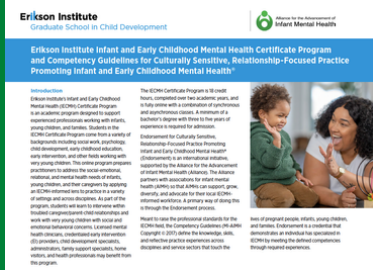 Erikson Institute
Graduate School in Child Development
Alliance for the Advancement of
Infant Mental Health
Erikson Institute Infant and Early Childhood Mental Health Certificate Program
and Competency Guidelines for Culturally Sensitive, Relationship-Focused Practice
Promoting Infant and Early Childhood Mental Health®
Introduction
Erikson Institute's Infant and Early Childhood
Mental Health (IECMH) Certificate Program
is an academic program designed to support
experienced professionals working with infants,
young children, and families. Students in the
IECMH Certificate Program come from a variety of
backgrounds including social work, psychology,
child development, early childhood education,
early intervention, and other fields working with
very young children. This online program prepares
practitioners to address the social-emotional,
relational, and mental health needs of infants,
young children, and their caregivers by applying
an IECMH-informed lens to practice in a variety
of settings and across disciplines. As part of the
program, students will learn to intervene within
troubled caregiver/parent child relationships and
work with very young children with social and
emotional behavioral concerns. Licensed mental
health clinicians, credentialed early intervention
(EI) providers, child development specialists,
administrators, family support specialists, home
visitors, and health professionals may benefit from
this program.
The IECMH Certificate Program is 18 credit
hours, completed over two academic years, and
is fully online with a combination of synchronous
and asynchronous classes. A minimum of a
bachelor's degree with three to five years of
experience is required for admission.
Endorsement for Culturally Sensitive,
Relationship-Focused Practice Promoting
Infant and Early Childhood Mental Health®
(Endorsement) is an international initiative,
supported by the Alliance for the Advancement
of Infant Mental Health (Alliance). The Alliance
partners with associations for infant mental
health (AIMHs) so that AIMHs can support, grow,
diversify, and advocate for their local IECMH-
informed workforce. A primary way of doing this
is through the Endorsement process.
Meant to raise the professional standards for the
IECMH field, the Competency Guidelines (MI-AIMH
Copyright © 2017) define the knowledge, skills,
and reflective practice experiences across
disciplines and service sectors that touch the
lives of pregnant people, infants, young children,
and families. Endorsement is a credential that
demonstrates an individual has specialized in
IECMH by meeting the defined competencies
through required experiences.